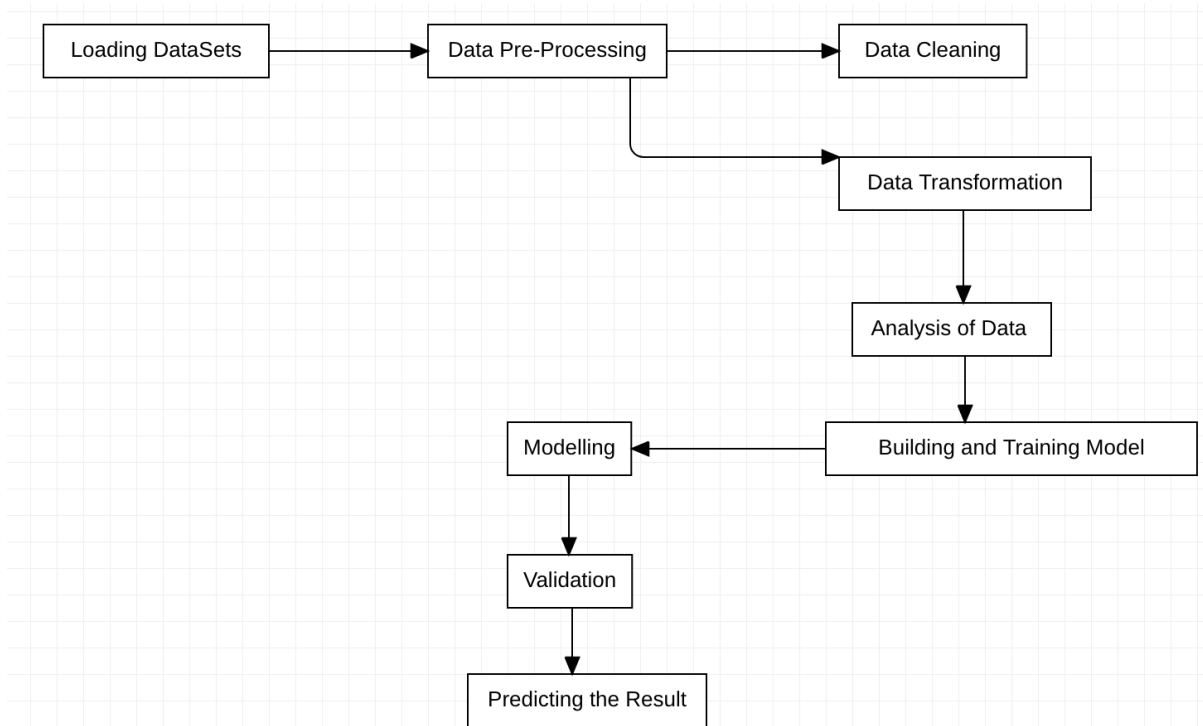 Loading DataSets
Data Pre-Processing
Data Cleaning
Data Transformation
Analysis of Data
Building and Training Model
Modelling
Validation
Predicting the Result